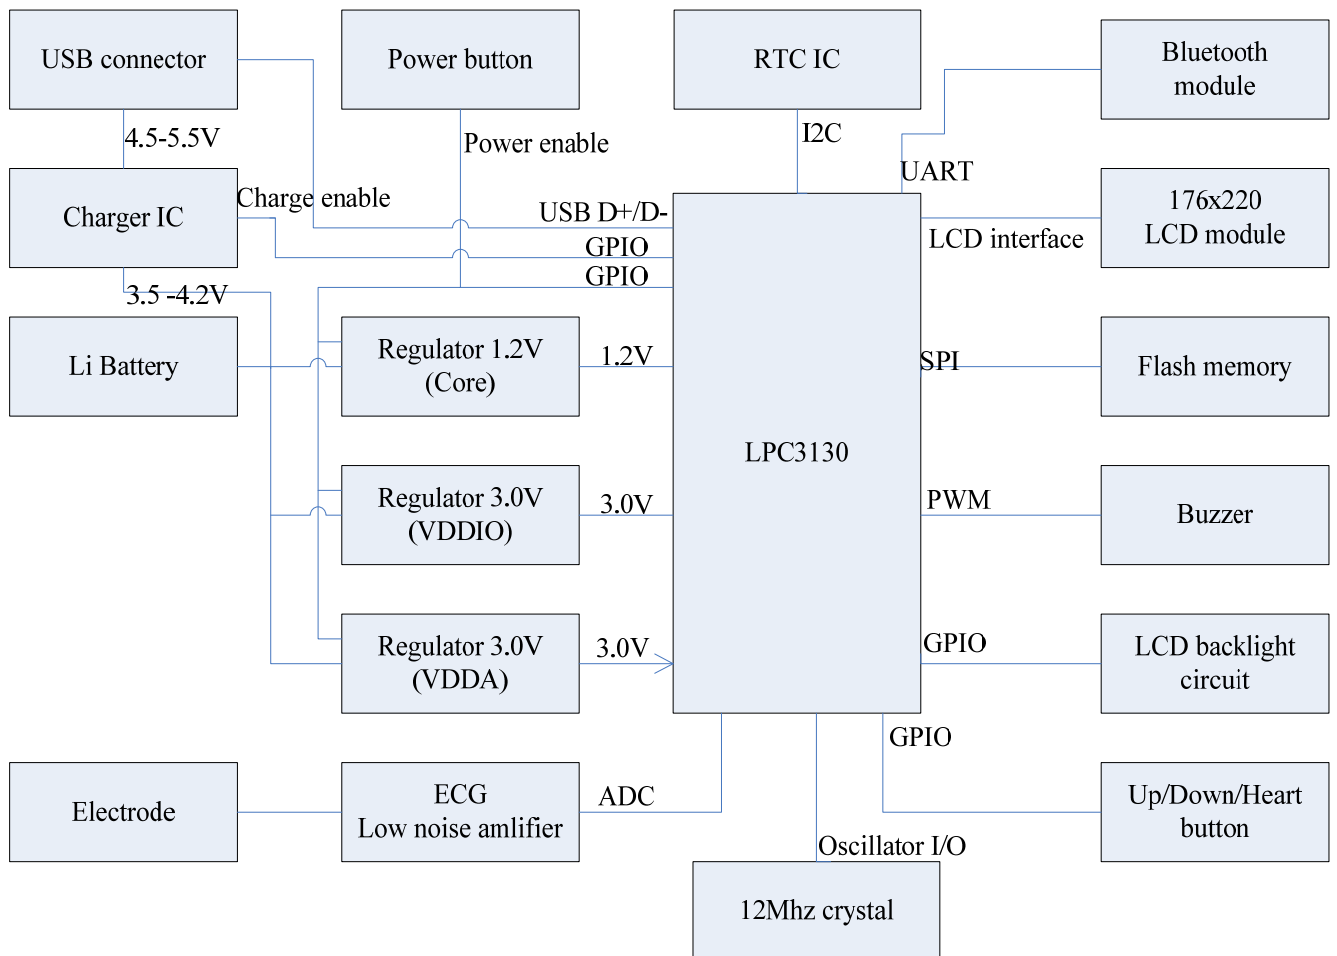 USB connector
Power button
RTC IC
Bluetooth
module
4.5-5.5V
Power enable
I2C
UART
Charger IC
Charge enable
USB D+/D-
GPIO
GPIO
176x220
LCD module
LCD interface
3.5 -4.2V
Li Battery
Regulator 1.2V
(Core)
1.2V
LPC3130
SPI
Flash memory
Regulator 3.0V
(VDDIO)
3.0V
PWM
Buzzer
Regulator 3.0V
(VDDA)
3.0V
GPIO
LCD backlight
circuit
GPIO
Electrode
ECG
Low noise amlifier
ADC
Up/Down/Heart
button
Oscillator I/O
12Mhz crystal